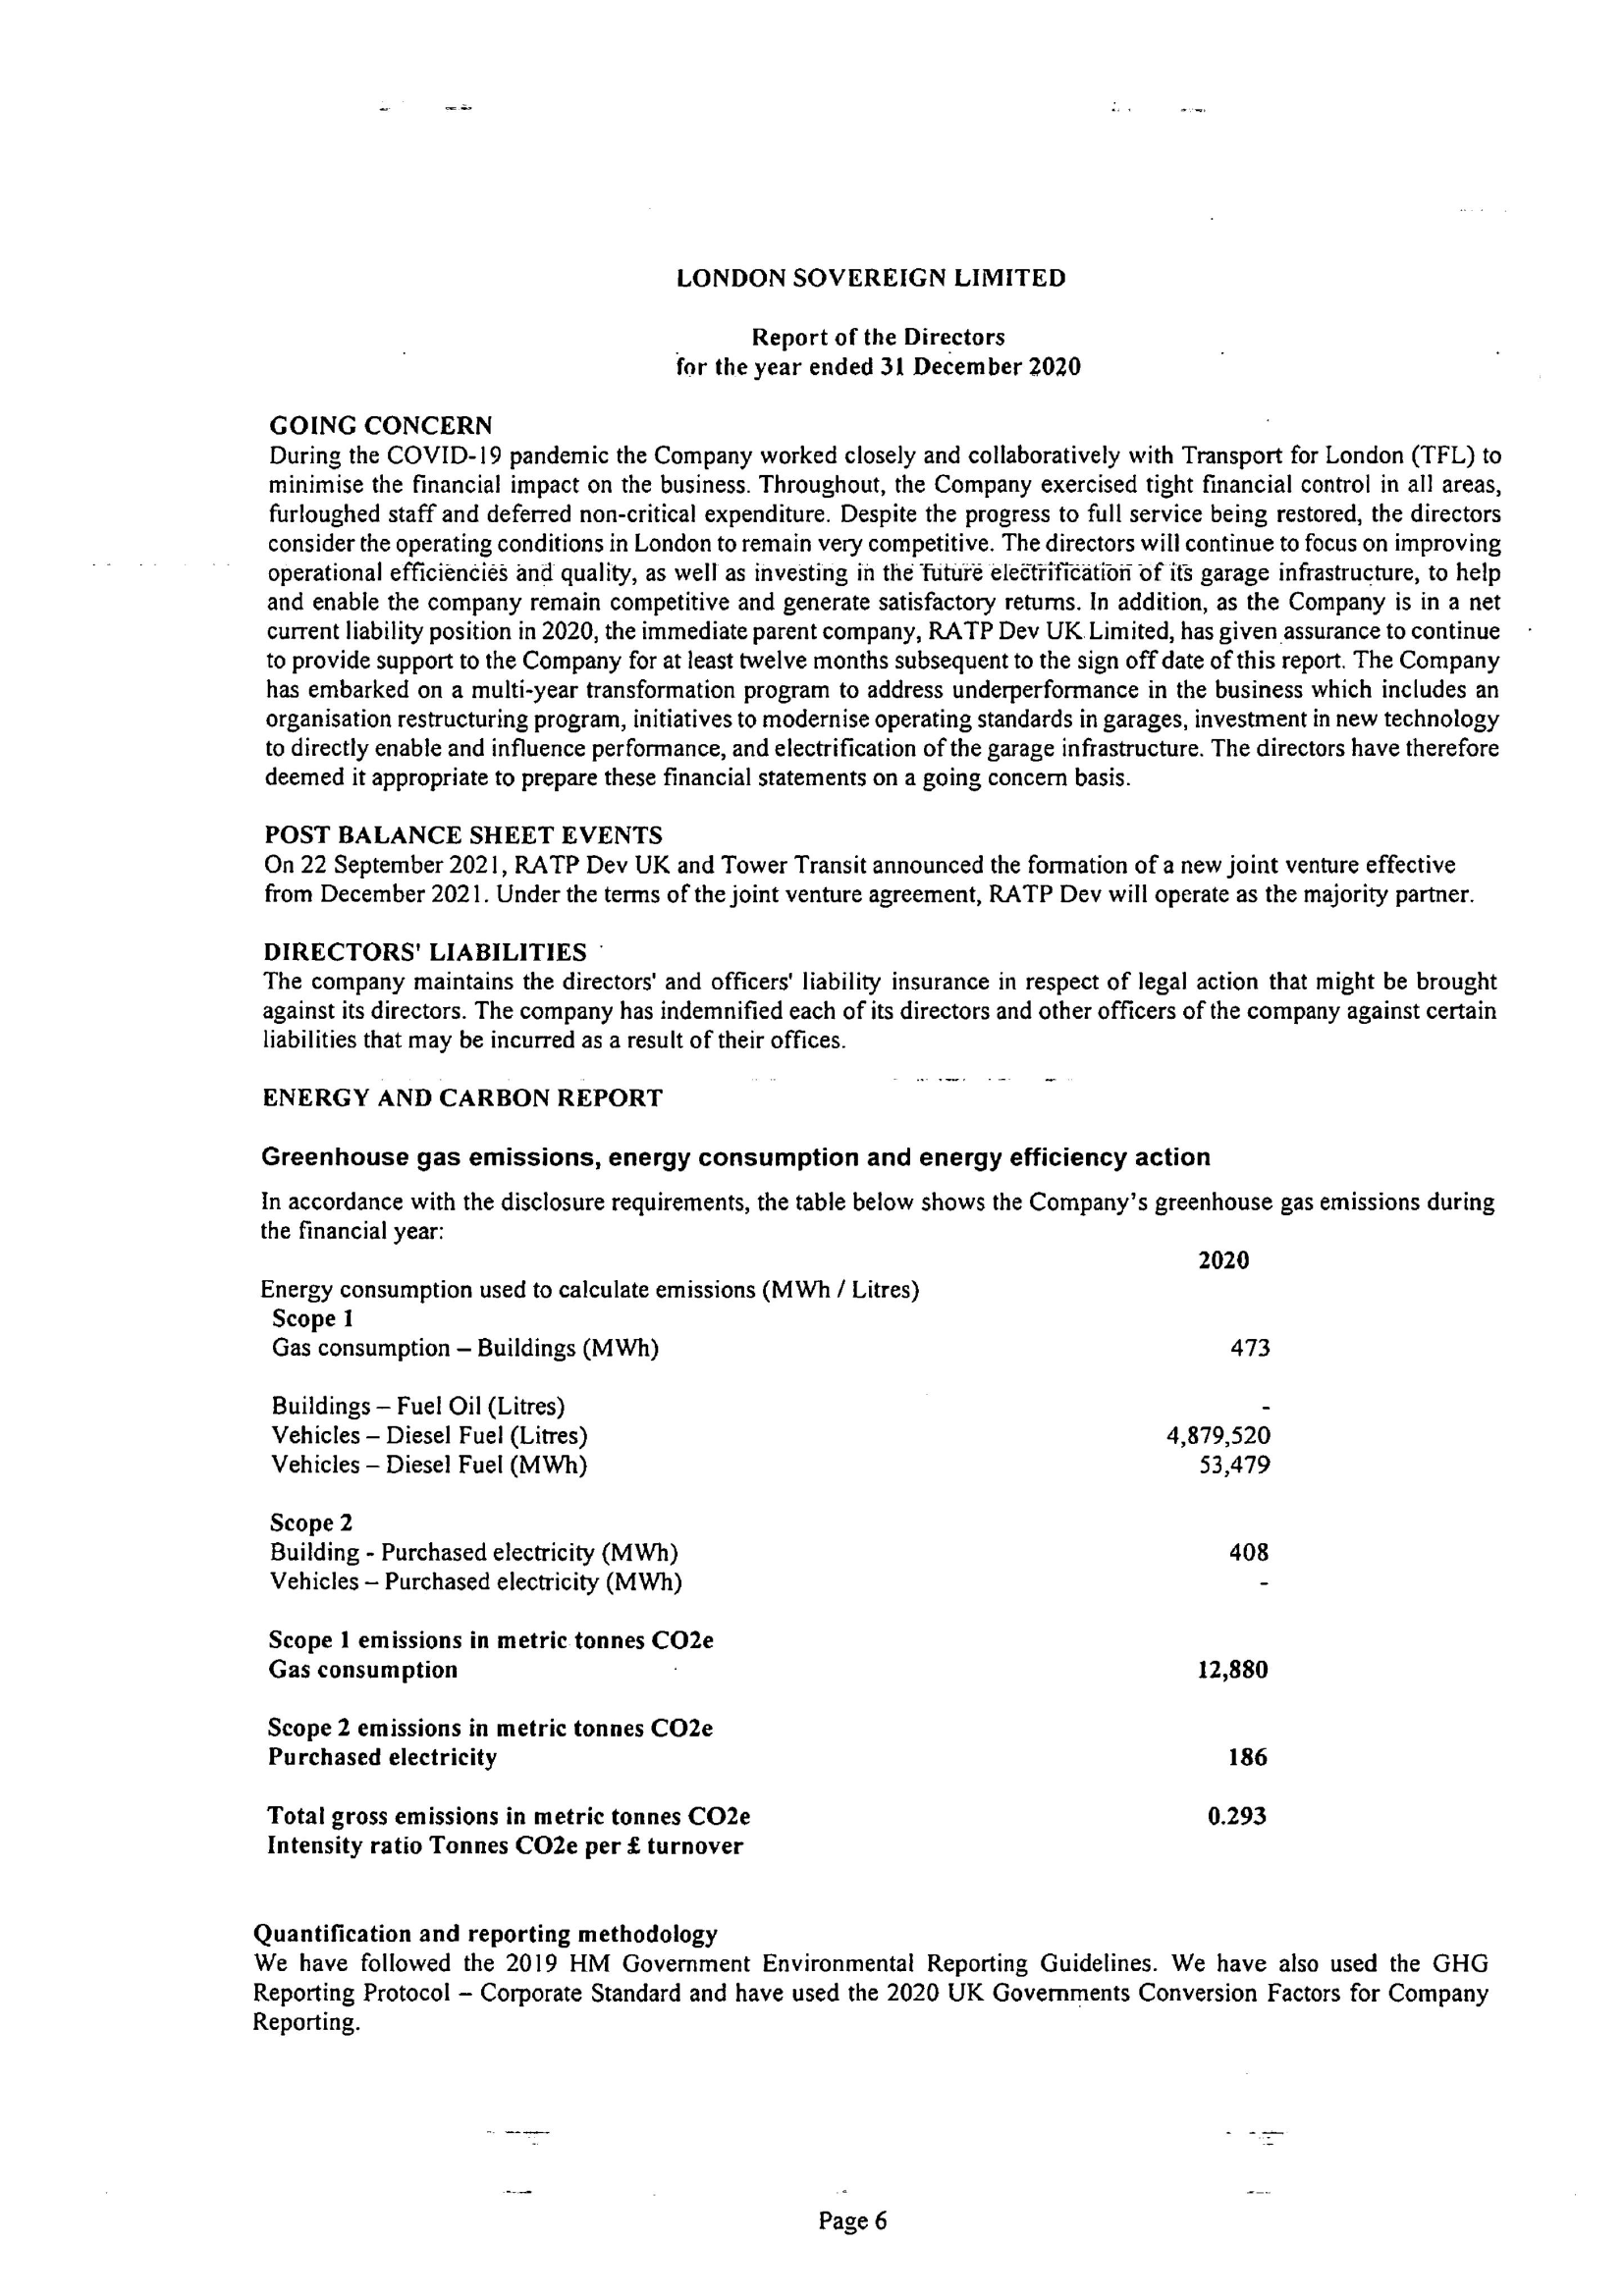 LONDON SOVEREIGN LIMITED
Report of the Directors
for the year ended 31 December 2020
GOING CONCERN
During the COVID-19 pandemic the Company worked closely and collaboratively with Transport for London (TFL) to
minimise the financial impact on the business. Throughout, the Company exercised tight financial control in all areas,
furloughed staff and deferred non-critical expenditure. Despite the progress to full service being restored, the directors
consider the operating conditions in London to remain very competitive. The directors will continue to focus on improving
operational efficiencies and quality, as well as investing in the future electrification of its garage infrastructure, to help
and enable the company remain competitive and generate satisfactory returns. In addition, as the Company is in a net
current liability position in 2020, the immediate parent company, RATP Dev UK Limited, has given assurance to continue
to provide support to the Company for at least twelve months subsequent to the sign off date of this report. The Company
has embarked on a multi-year transformation program to address underperformance in the business which includes an
organisation restructuring program, initiatives to modernise operating standards in garages, investment in new technology
to directly enable and influence performance, and electrification of the garage infrastructure. The directors have therefore
deemed it appropriate to prepare these financial statements on a going concern basis.
POST BALANCE SHEET EVENTS
On 22 September 2021, RATP Dev UK and Tower Transit announced the formation of a new joint venture effective
from December 2021. Under the terms of the joint venture agreement, RATP Dev will operate as the majority partner.
DIRECTORS' LIABILITIES
The company maintains the directors' and officers' liability insurance in respect of legal action that might be brought
against its directors. The company has indemnified each of its directors and other officers of the company against certain
liabilities that may be incurred as a result of their offices.
ENERGY AND CARBON REPORT
Greenhouse gas emissions, energy consumption and energy efficiency action
In accordance with the disclosure requirements, the table below shows the Company's greenhouse gas emissions during
the financial year:
2020
Energy consumption used to calculate emissions (MWh / Litres)
Scope 1
Gas consumption – Buildings (MWh) 473
Buildings – Fuel Oil (Litres) -
Vehicles – Diesel Fuel (Litres) 4,879,520
Vehicles – Diesel Fuel (MWh) 53,479
Scope 2
Building - Purchased electricity (MWh) 408
Vehicles – Purchased electricity (MWh) -
Scope 1 emissions in metric tonnes CO2e
Gas consumption 12,880
Scope 2 emissions in metric tonnes CO2e
Purchased electricity 186
Total gross emissions in metric tonnes CO2e 0.293
Intensity ratio Tonnes CO2e per £ turnover
Quantification and reporting methodology
We have followed the 2019 HM Government Environmental Reporting Guidelines. We have also used the GHG
Reporting Protocol – Corporate Standard and have used the 2020 UK Governments Conversion Factors for Company
Reporting.
Page 6